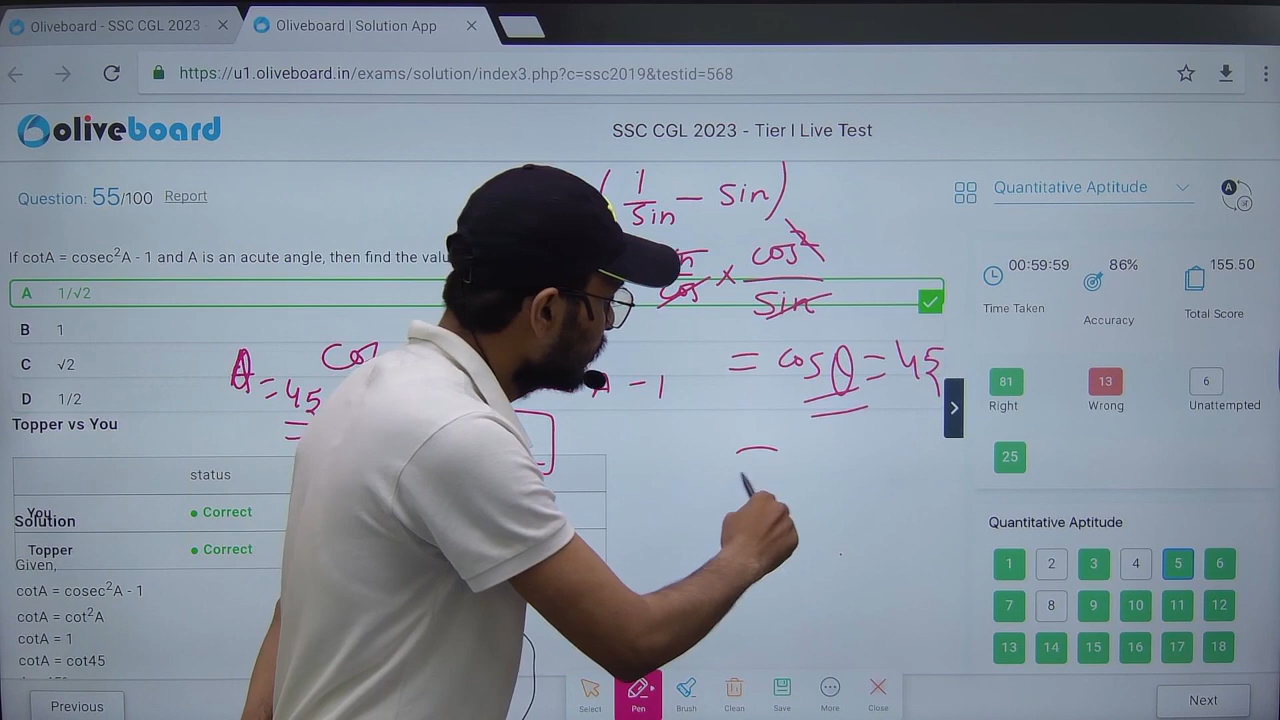 Oliveboard - SSC CGL 2023 -
Oliveboard | Solution App
https://u1.oliveboard.in/exams/solution/index3.php?c=ssc2019&testid=568
oliveboard
SSC CGL 2023 - Tier I Live Test
Question: 55/100 Report
Quantitative Aptitude
A
If cotA = cosec²A - 1 and A is an acute angle, then find the
A 1/√2
B 1
C √2
D 1/2
( 1/sin - sin )
cos × cos²/sin
= cos θ = 45
A = 45
Cos
A - 1
Topper vs You
status
You Correct
Topper Correct
Solution
Given,
cotA = cosec²A - 1
cotA = cot²A
cotA = 1
cotA = cot45
Previous
Select
Pen
Brush
Clean
Save
More
Close
00:59:59
Time Taken
86%
Accuracy
155.50
Total Score
81
Right
13
Wrong
6
Unattempted
25
Quantitative Aptitude
1 2 3 4 5 6
7 8 9 10 11 12
13 14 15 16 17 18
Next